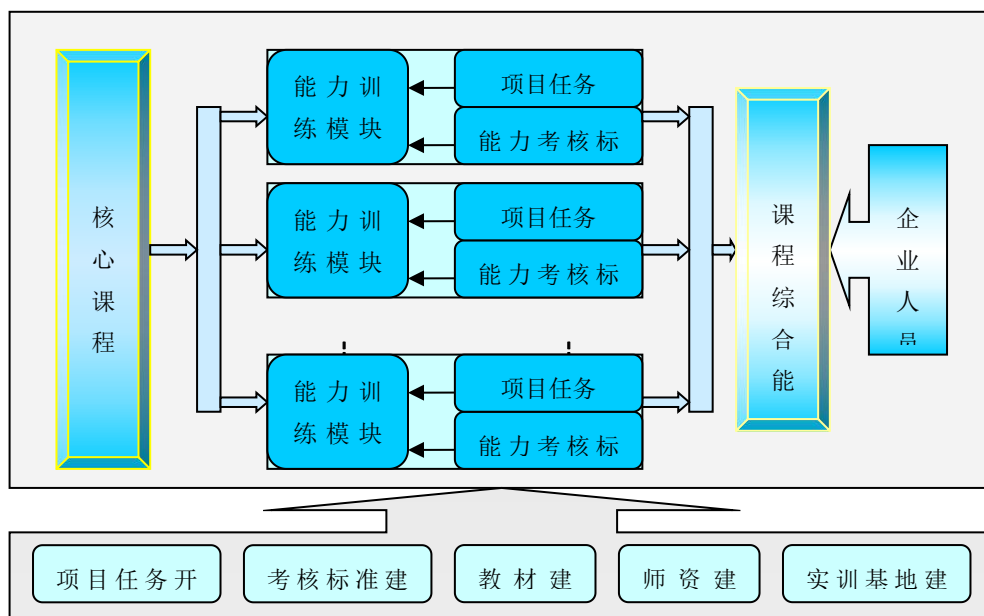 核心课程
能力训
练模块
项目任务
能力考核标
能力训
练模块
项目任务
能力考核标
能力训
练模块
项目任务
能力考核标
课程综合能
企业人员
项目任务开
考核标准建
教材建
师资建
实训基地建